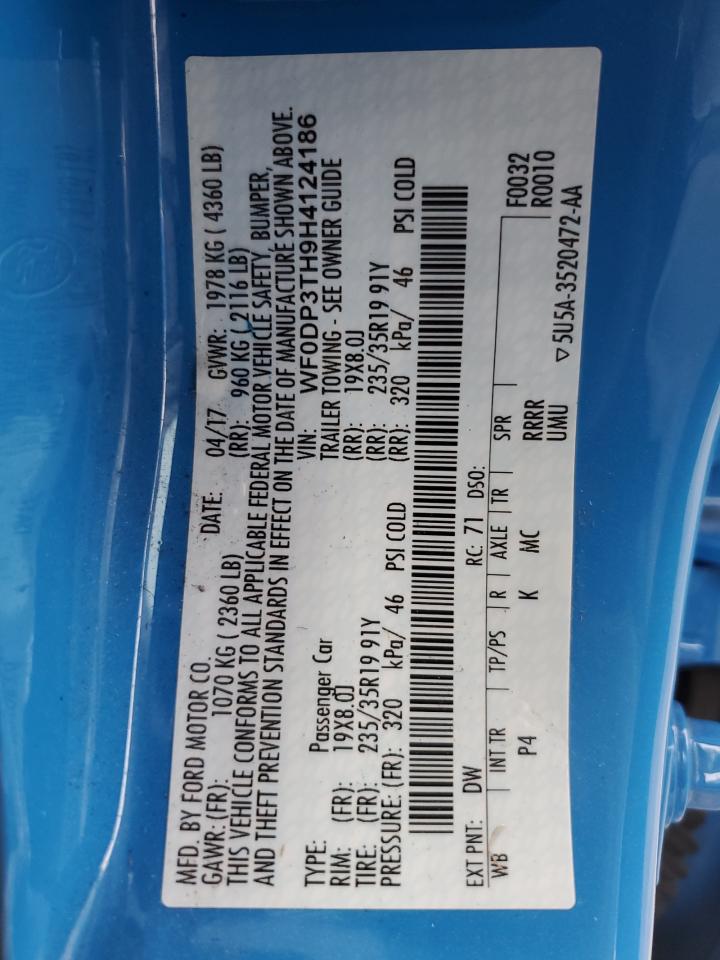 MFD. BY FORD MOTOR CO. DATE: 04/17 GVWR: 1978 KG ( 4360 LB)
GAWR: (FR): 1070 KG ( 2360 LB) (RR): 960 KG ( 2116 LB)
THIS VEHICLE CONFORMS TO ALL APPLICABLE FEDERAL MOTOR VEHICLE SAFETY, BUMPER,
AND THEFT PREVENTION STANDARDS IN EFFECT ON THE DATE OF MANUFACTURE SHOWN ABOVE.
VIN: WF0DP3TH9H4124186
TYPE: Passenger Car TRAILER TOWING - SEE OWNER GUIDE
RIM: (FR): 19X8.0J (RR): 19X8.0J
TIRE: (FR): 235/35R19 91Y (RR): 235/35R19 91Y
PRESSURE: (FR): 320 kPa/ 46 PSI COLD (RR): 320 kPa/ 46 PSI COLD
EXT PNT: DW RC: 71 DSO:
WB INT TR TP/PS R AXLE TR SPR F0032
P4 K MC RRRR R0010
UMU
▽5U5A-3520472-AA